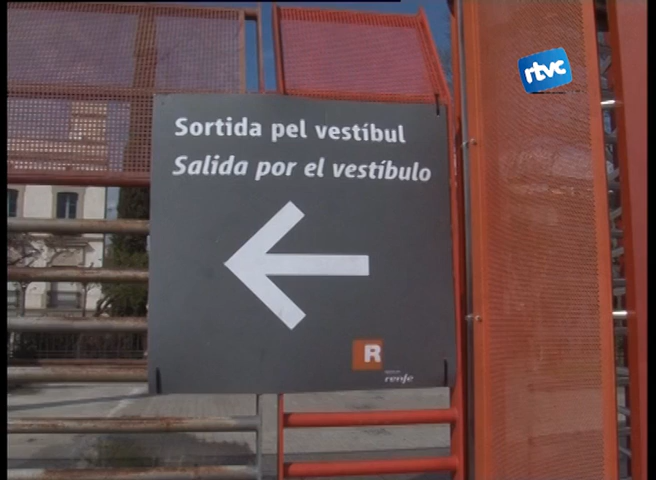 rtvc
Sortida pel vestíbul
Salida por el vestíbulo
R
renfe